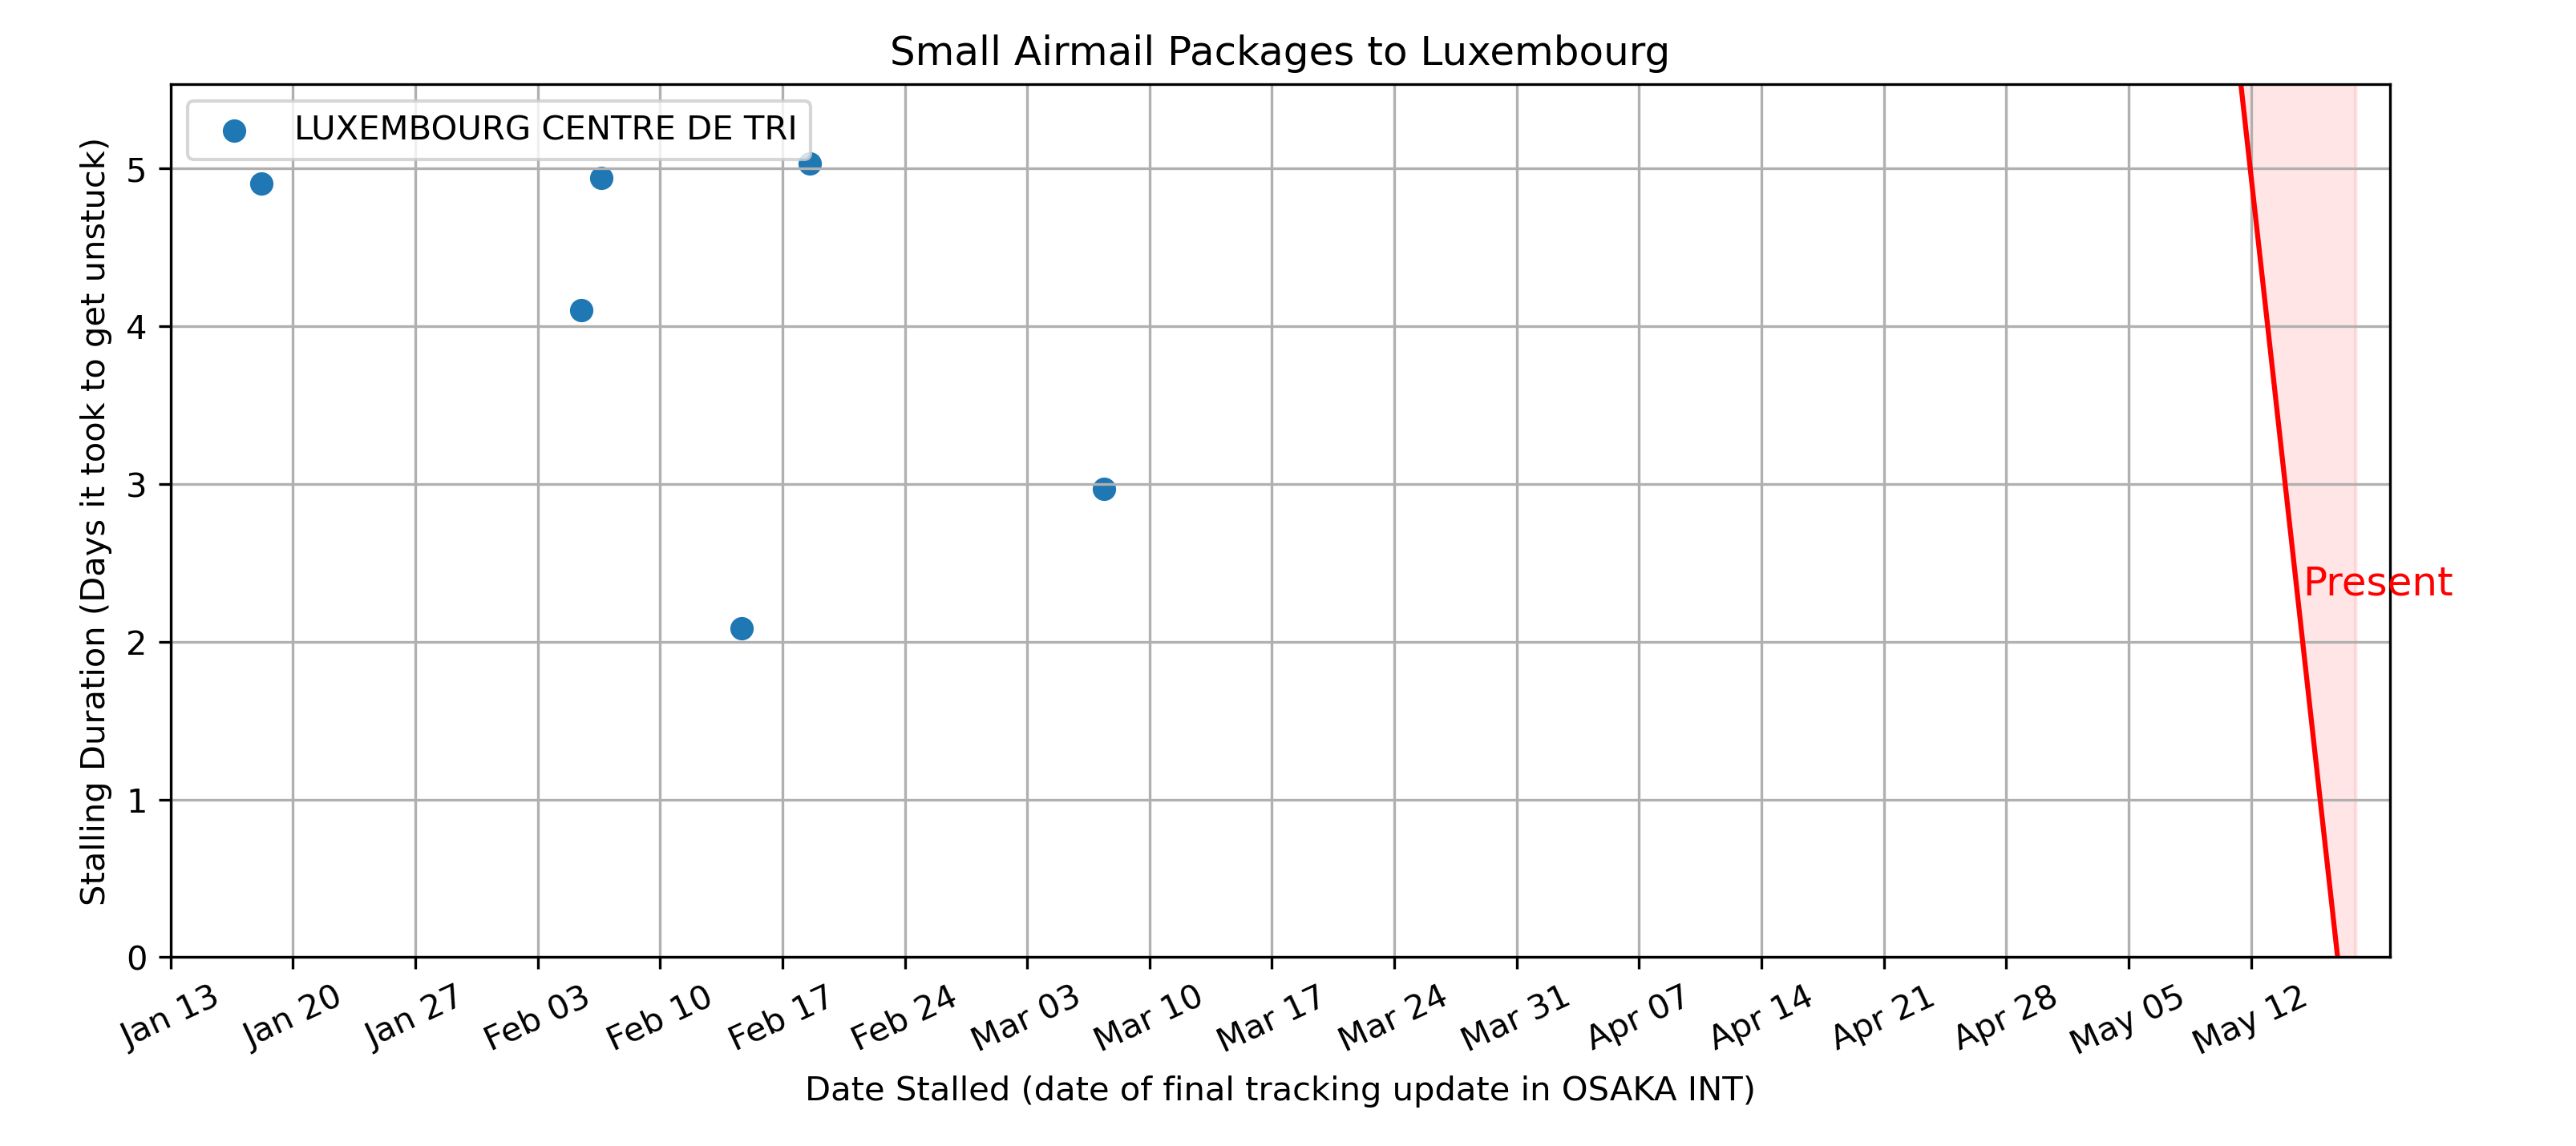 Small Airmail Packages to Luxembourg
LUXEMBOURG CENTRE DE TRI
Stalling Duration (Days it took to get unstuck)
5
4
3
2
1
0
Present
Jan 13
Jan 20
Jan 27
Feb 03
Feb 10
Feb 17
Feb 24
Mar 03
Mar 10
Mar 17
Mar 24
Mar 31
Apr 07
Apr 14
Apr 21
Apr 28
May 05
May 12
Date Stalled (date of final tracking update in OSAKA INT)